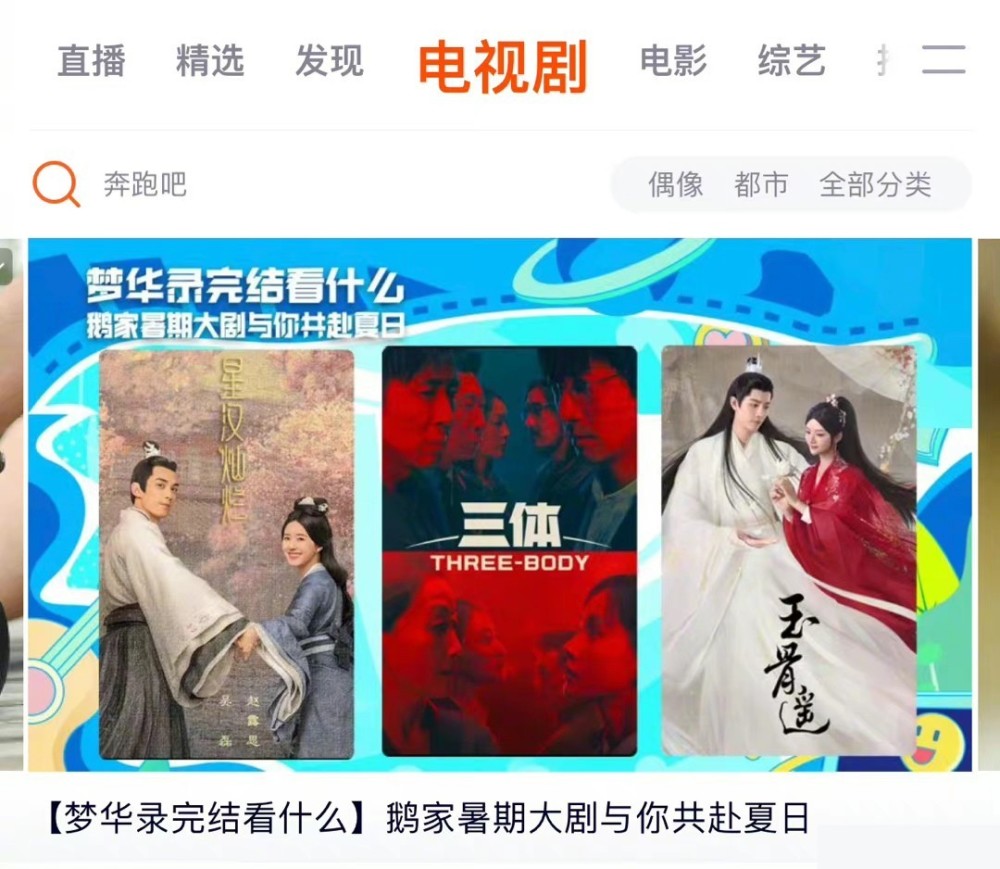 直播 精选 发现 电视剧 电影 综艺
奔跑吧 偶像 都市 全部分类
梦华录完结看什么
鹅家暑期大剧与你共赴夏日
星汉灿烂
吴磊 赵露思
三体
THREE-BODY
玉骨遥
【梦华录完结看什么】鹅家暑期大剧与你共赴夏日